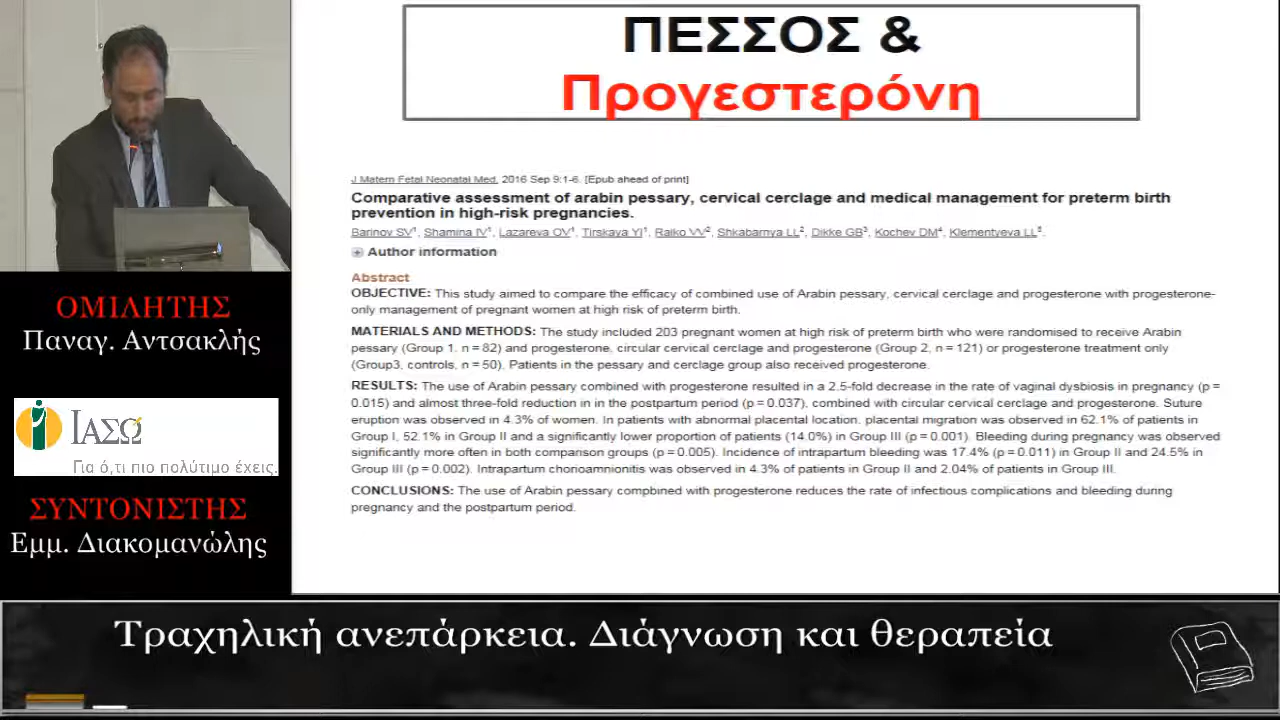 ΠΕΣΣΟΣ &
Προγεστερόνη
J Matern Fetal Neonatal Med. 2016 Sep 9:1-6. [Epub ahead of print]
Comparative assessment of arabin pessary, cervical cerclage and medical management for preterm birth
prevention in high-risk pregnancies.
Barinov SV1, Shamina IV1, Lazareva OV1, Tirskaya YI1, Raiko VV2, Shkabarnya LL2, Dikke GB3, Kochev DM4, Klementyeva LL5.
Author information
Abstract
OBJECTIVE: This study aimed to compare the efficacy of combined use of Arabin pessary, cervical cerclage and progesterone with progesterone-
only management of pregnant women at high risk of preterm birth.
MATERIALS AND METHODS: The study included 203 pregnant women at high risk of preterm birth who were randomised to receive Arabin
pessary (Group 1. n = 82) and progesterone, circular cervical cerclage and progesterone (Group 2, n = 121) or progesterone treatment only
(Group3, controls, n = 50). Patients in the pessary and cerclage group also received progesterone.
RESULTS: The use of Arabin pessary combined with progesterone resulted in a 2.5-fold decrease in the rate of vaginal dysbiosis in pregnancy (p =
0.015) and almost three-fold reduction in in the postpartum period (p = 0.037), combined with circular cervical cerclage and progesterone. Suture
eruption was observed in 4.3% of women. In patients with abnormal placental location, placental migration was observed in 62.1% of patients in
Group I, 52.1% in Group II and a significantly lower proportion of patients (14.0%) in Group III (p = 0.001). Bleeding during pregnancy was observed
significantly more often in both comparison groups (p = 0.005). Incidence of intrapartum bleeding was 17.4% (p = 0.011) in Group II and 24.5% in
Group III (p = 0.002). Intrapartum chorioamnionitis was observed in 4.3% of patients in Group II and 2.04% of patients in Group III.
CONCLUSIONS: The use of Arabin pessary compbined with progesterone reduces the rate of infectious complications and bleeding during
pregnancy and the postpartum period.
ΟΜΙΛΗΤΗΣ
Παναγ. Αντσακλής
ΙΑΣΩ
Για ό,τι πιο πολύτιμο έχεις.
ΣΥΝΤΟΝΙΣΤΗΣ
Εμμ. Διακομανώλης
Τραχηλική ανεπάρκεια. Διάγνωση και θεραπεία